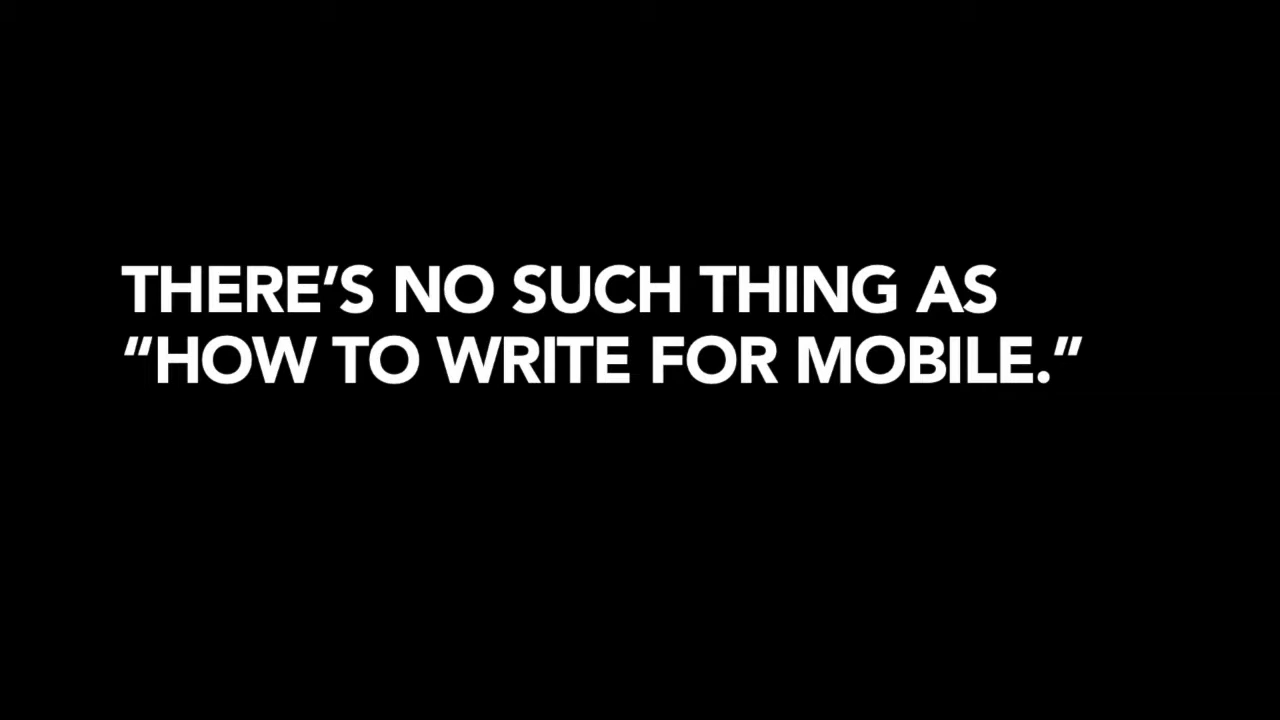 THERE’S NO SUCH THING AS
“HOW TO WRITE FOR MOBILE.”